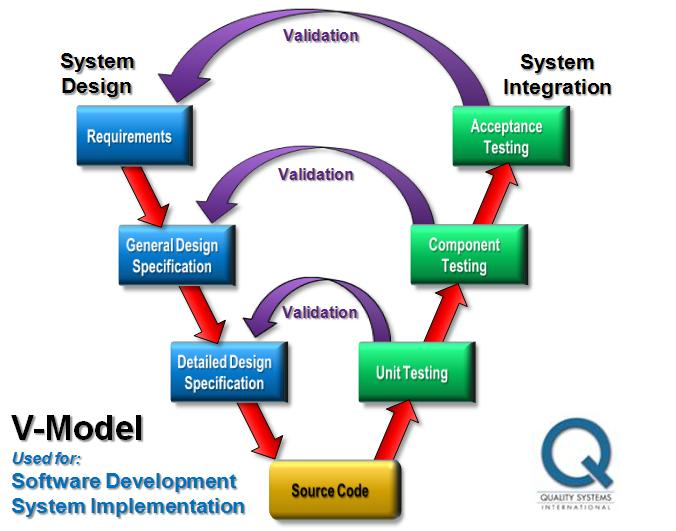 Validation
System
Design
System
Integration
Requirements
Acceptance
Testing
Validation
General Design
Specification
Component
Testing
Validation
Detailed Design
Specification
Unit Testing
V-Model
Used for:
Software Development
System Implementation
Source Code
Q
QUALITY SYSTEMS
INTERNATIONAL